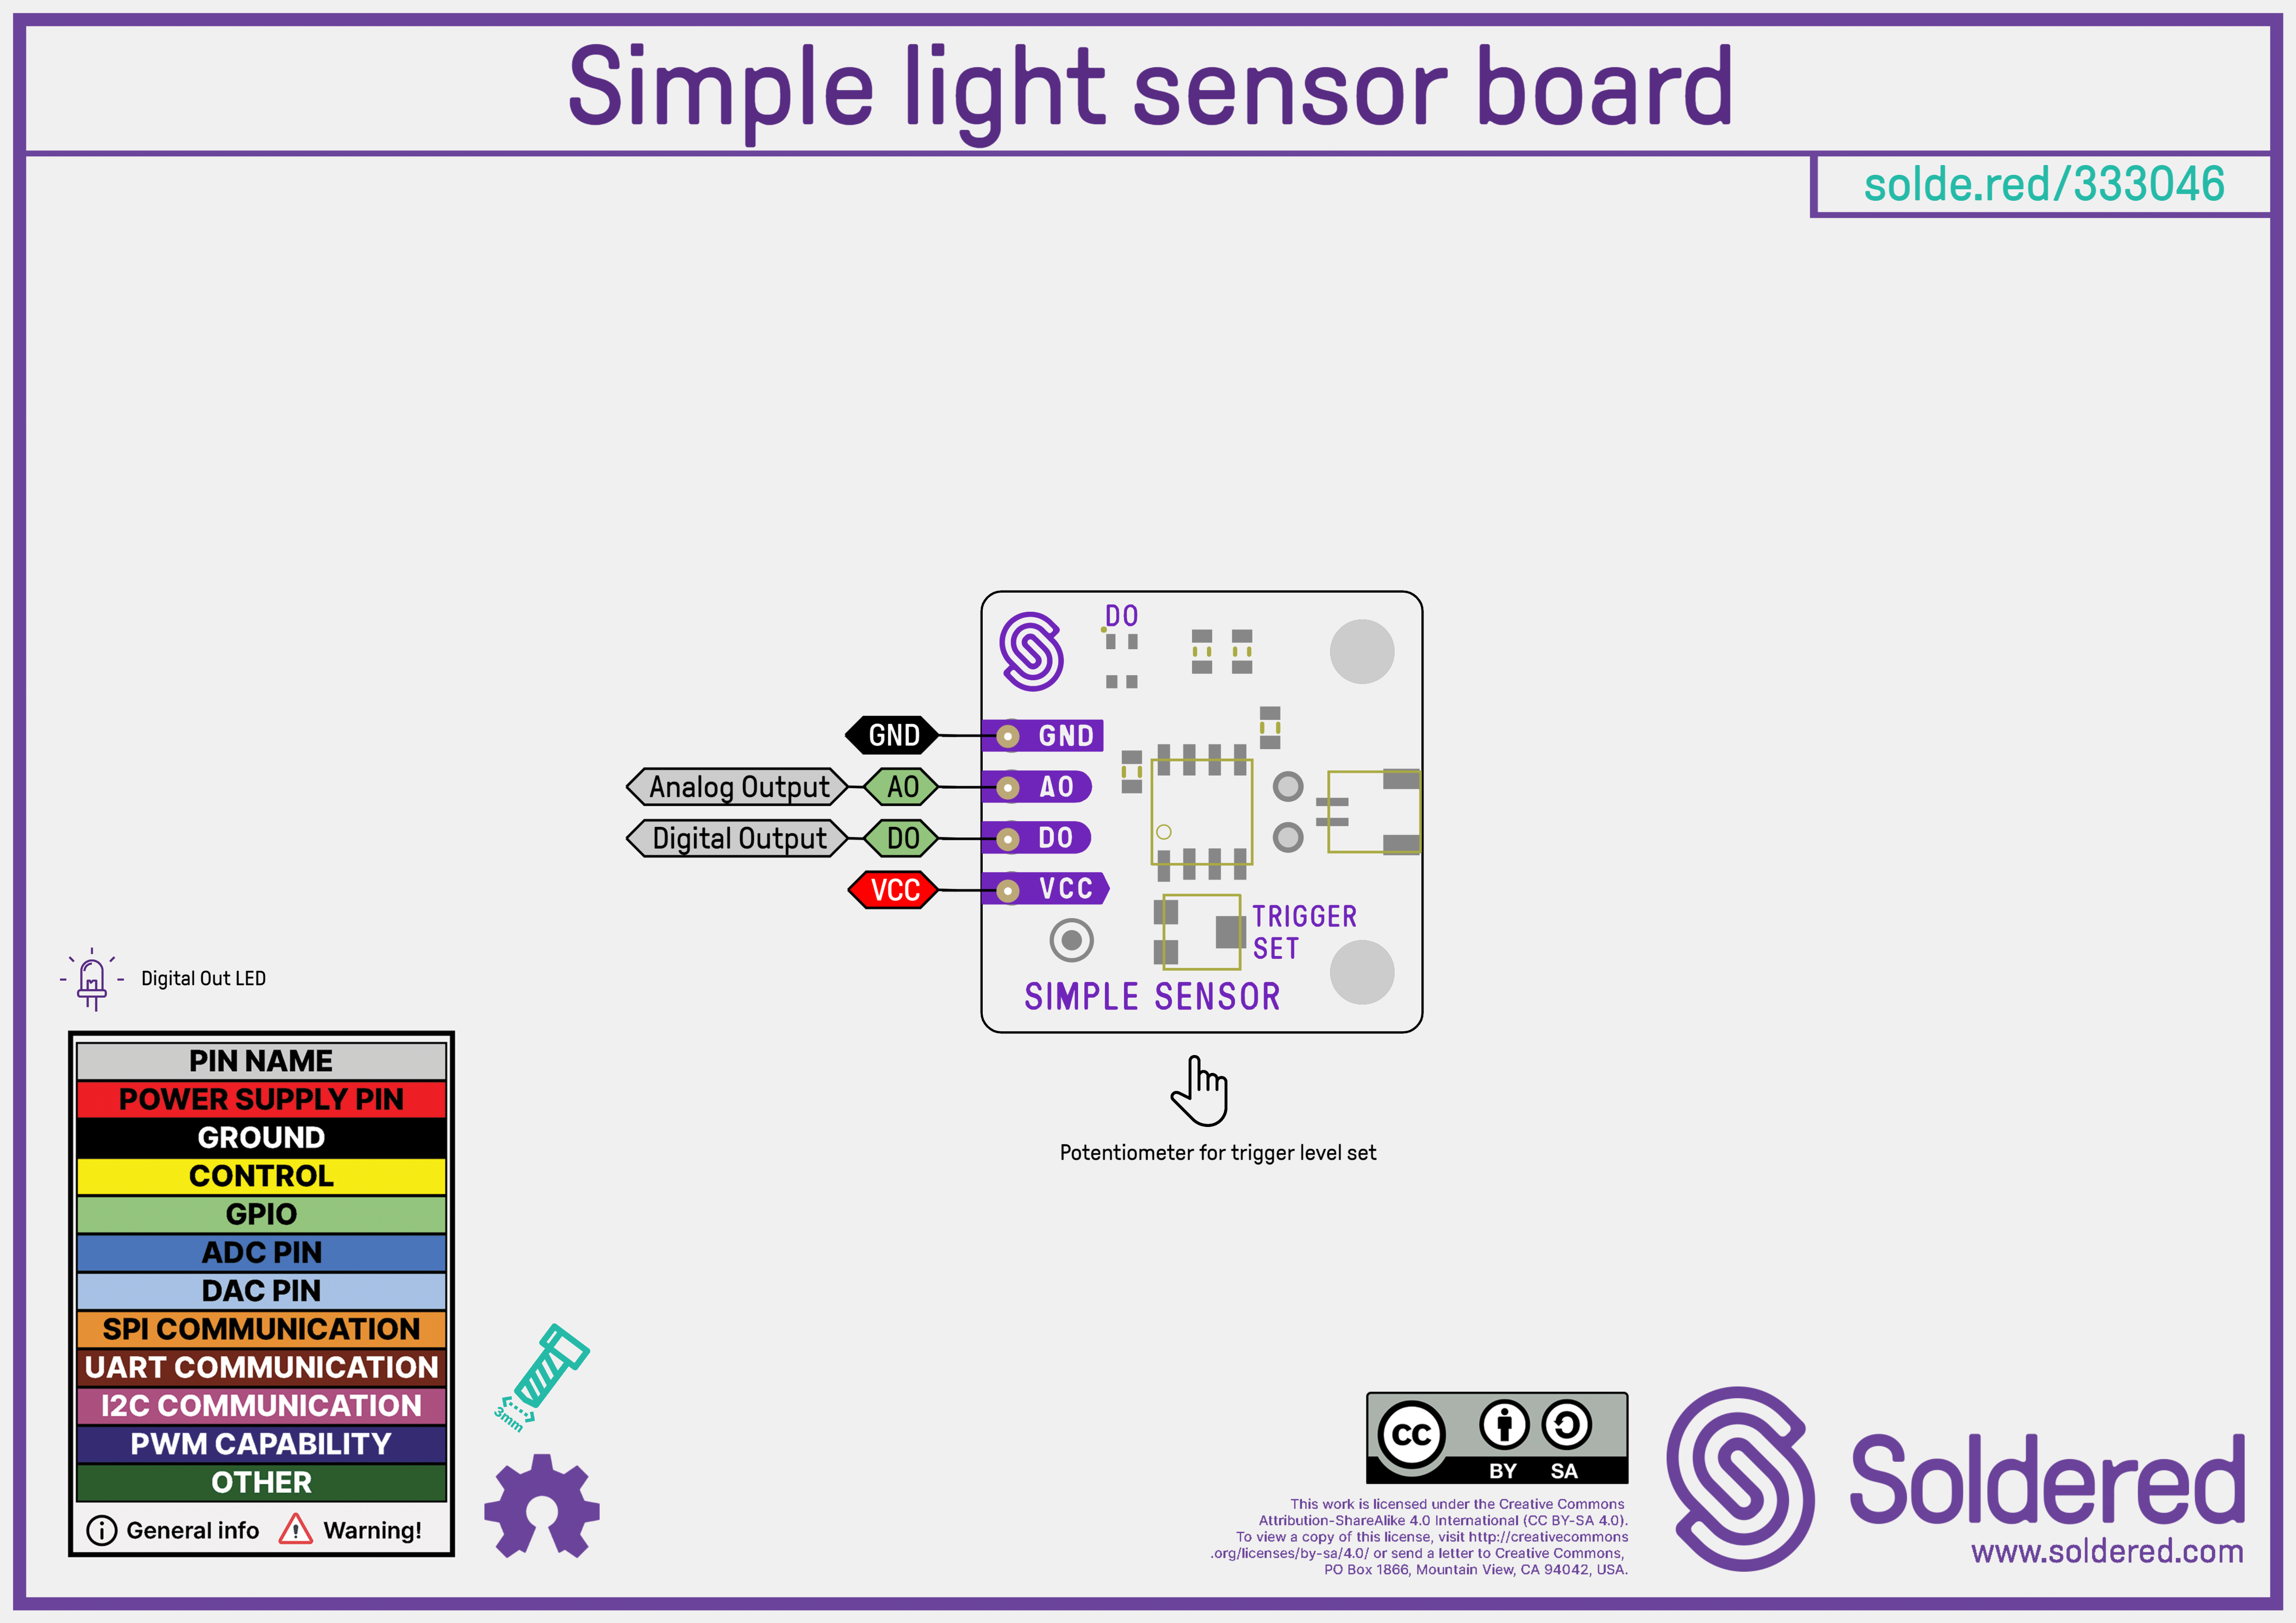 Simple light sensor board
solde.red/333046
DO
GND GND
Analog Output AO AO
Digital Output DO DO
VCC VCC
TRIGGER
SET
SIMPLE SENSOR
Potentiometer for trigger level set
Digital Out LED
PIN NAME
POWER SUPPLY PIN
GROUND
CONTROL
GPIO
ADC PIN
DAC PIN
SPI COMMUNICATION
UART COMMUNICATION
I2C COMMUNICATION
PWM CAPABILITY
OTHER
General info Warning!
3mm
CC BY SA
This work is licensed under the Creative Commons
Attribution-ShareAlike 4.0 International (CC BY-SA 4.0).
To view a copy of this license, visit http://creativecommons
.org/licenses/by-sa/4.0/ or send a letter to Creative Commons,
PO Box 1866, Mountain View, CA 94042, USA.
Soldered
www.soldered.com